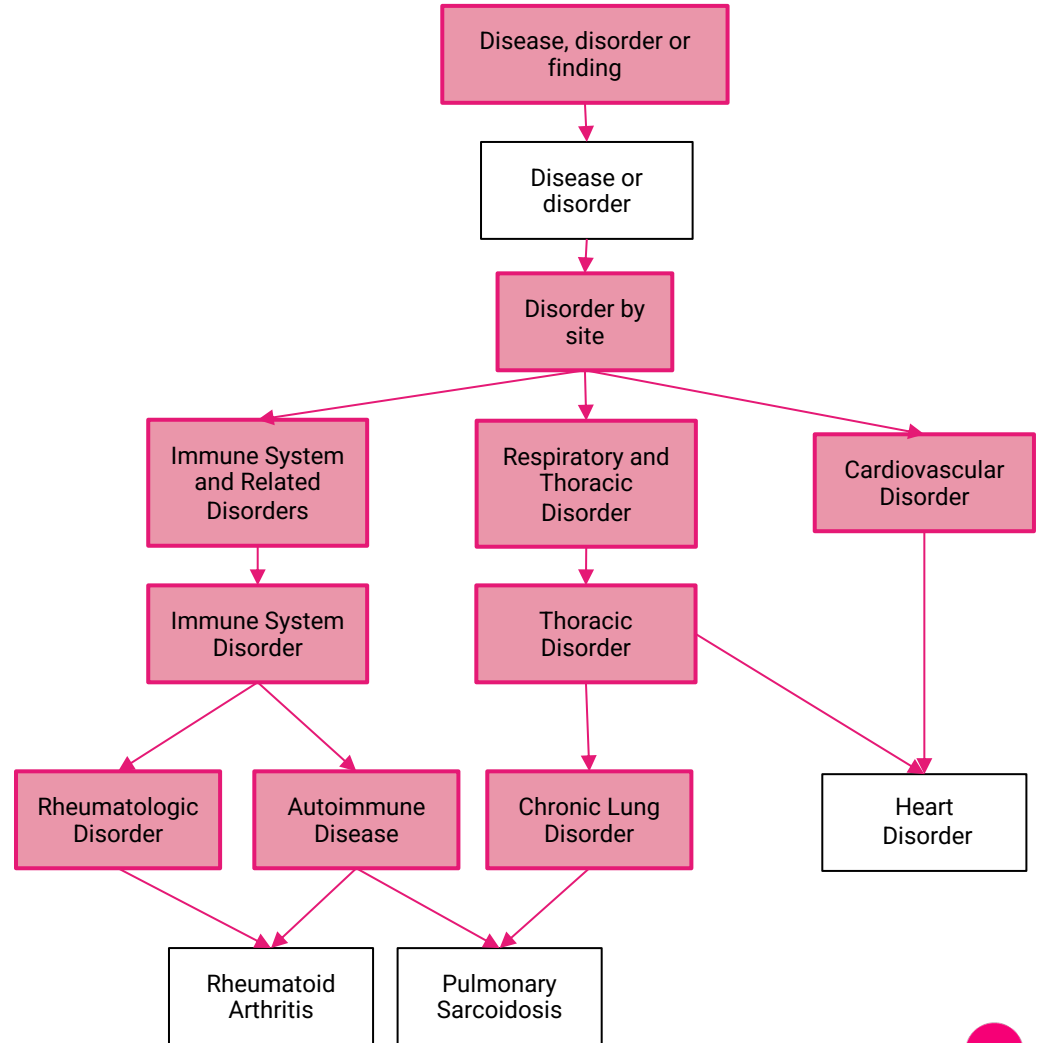 Disease, disorder or
finding
Disease or
disorder
Disorder by
site
Immune System
and Related
Disorders
Respiratory and
Thoracic
Disorder
Cardiovascular
Disorder
Immune System
Disorder
Thoracic
Disorder
Rheumatologic
Disorder
Autoimmune
Disease
Chronic Lung
Disorder
Heart
Disorder
Rheumatoid
Arthritis
Pulmonary
Sarcoidosis